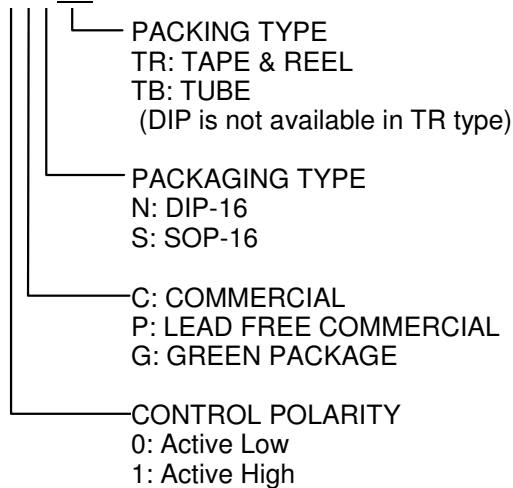 PACKING TYPE
TR: TAPE & REEL
TB: TUBE
(DIP is not available in TR type)
PACKAGING TYPE
N: DIP-16
S: SOP-16
C: COMMERCIAL
P: LEAD FREE COMMERCIAL
G: GREEN PACKAGE
CONTROL POLARITY
0: Active Low
1: Active High